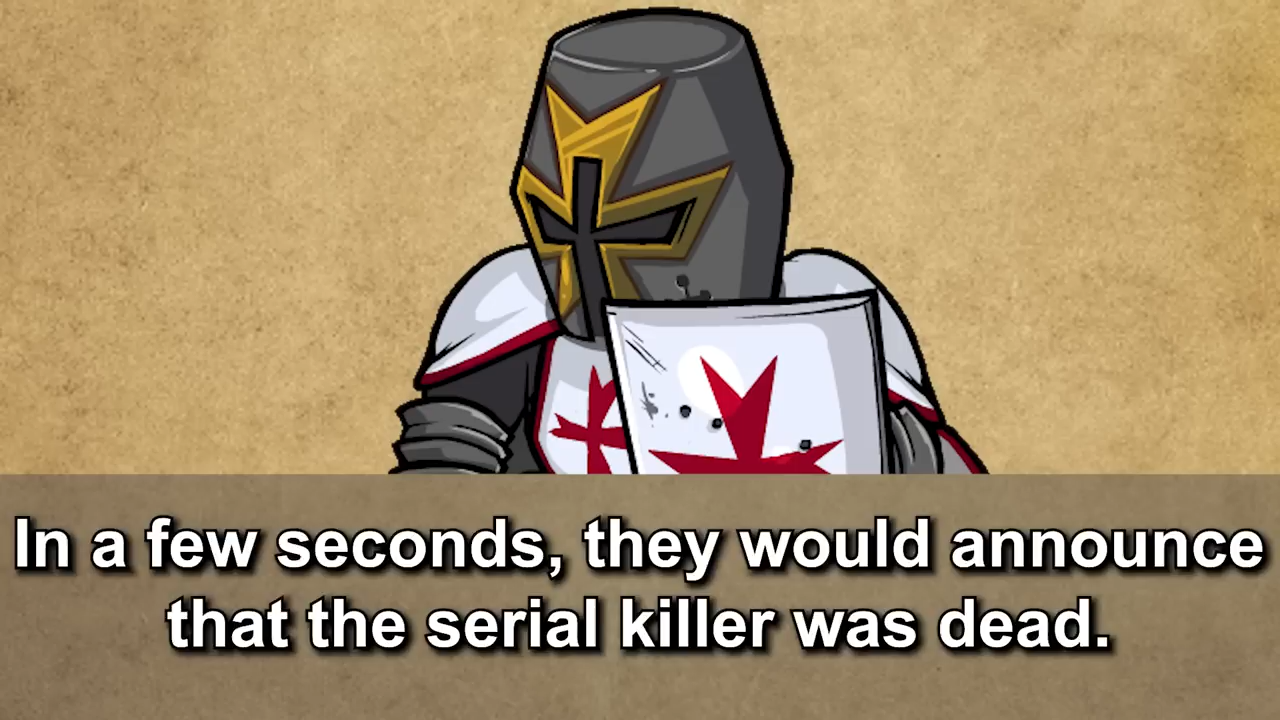 In a few seconds, they would announce
that the serial killer was dead.